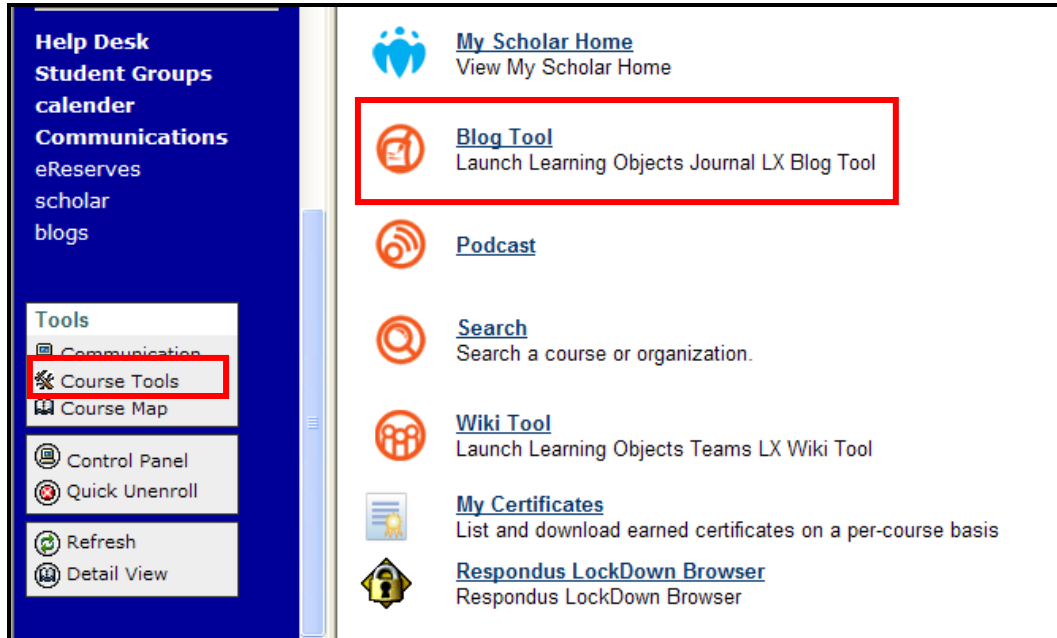 Help Desk
Student Groups
calender
Communications
eReserves
scholar
blogs
Tools
Communication
Course Tools
Course Map
Control Panel
Quick Unenroll
Refresh
Detail View
My Scholar Home
View My Scholar Home
Blog Tool
Launch Learning Objects Journal LX Blog Tool
Podcast
Search
Search a course or organization.
Wiki Tool
Launch Learning Objects Teams LX Wiki Tool
My Certificates
List and download earned certificates on a per-course basis
Respondus LockDown Browser
Respondus LockDown Browser